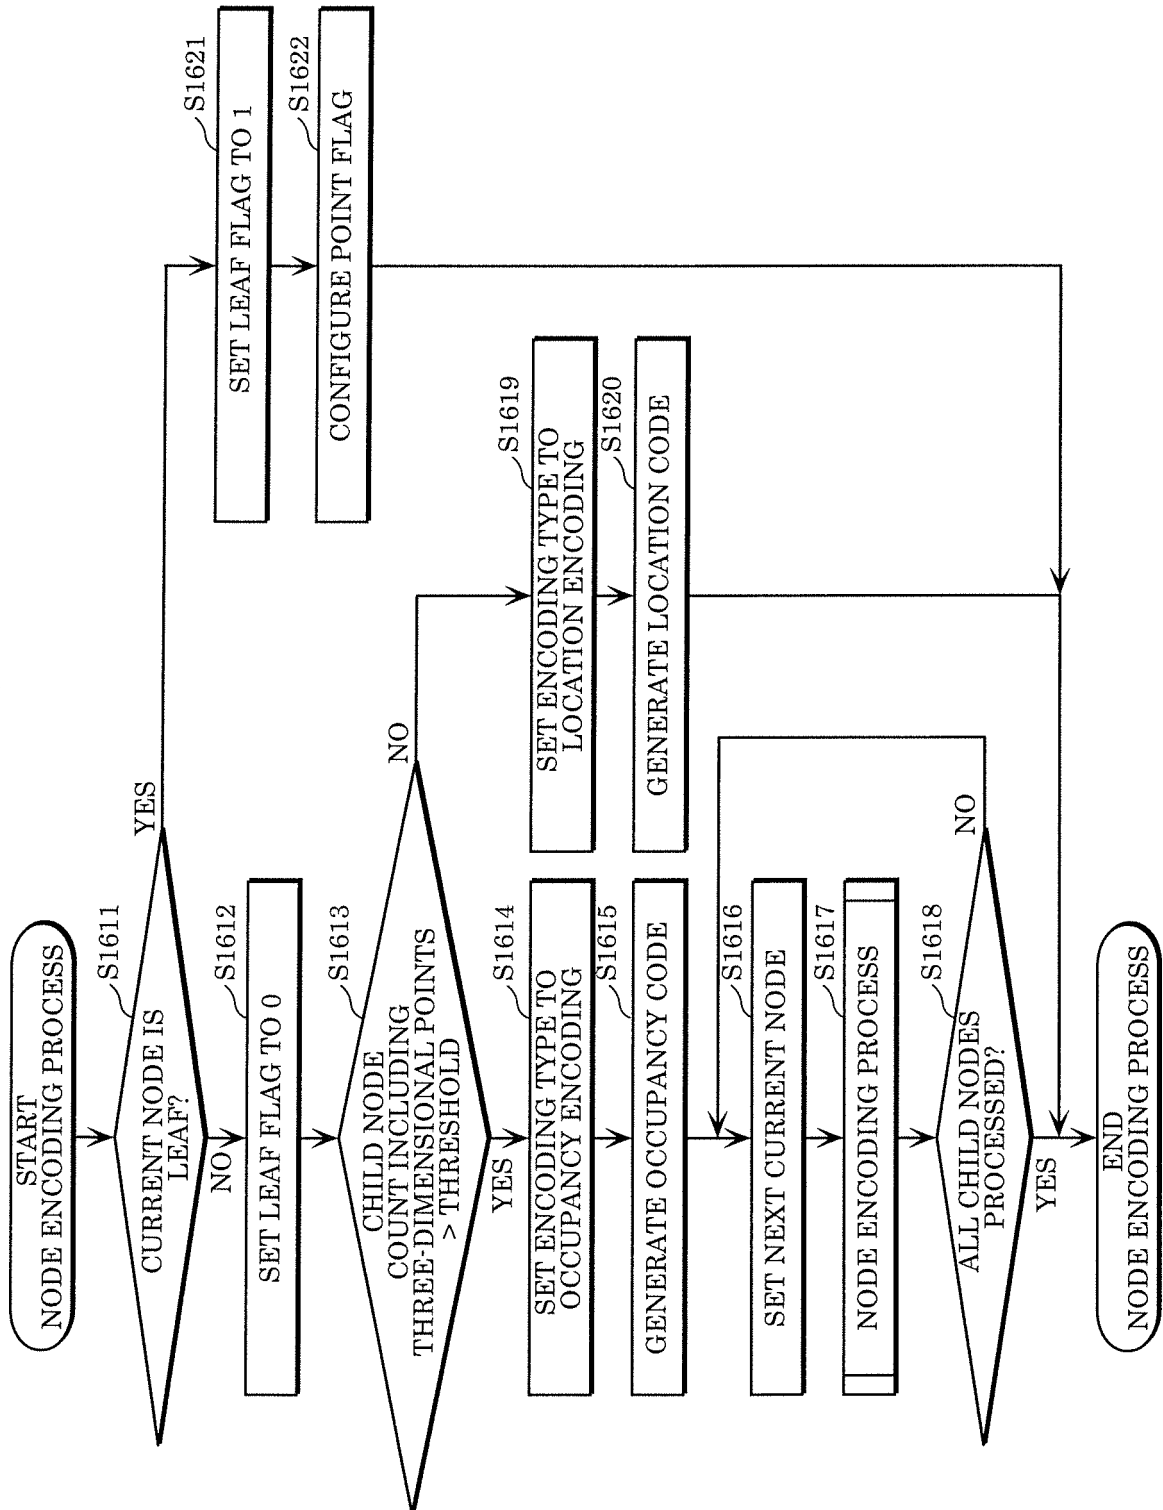 START
NODE ENCODING PROCESS
S1611
CURRENT NODE IS
LEAF?
YES
NO
S1612
SET LEAF FLAG TO 0
S1613
CHILD NODE
COUNT INCLUDING
THREE-DIMENSIONAL POINTS
> THRESHOLD
NO
YES
S1614
SET ENCODING TYPE TO
OCCUPANCY ENCODING
S1615
GENERATE OCCUPANCY CODE
S1616
SET NEXT CURRENT NODE
S1617
NODE ENCODING PROCESS
S1618
ALL CHILD NODES
PROCESSED?
NO
YES
END
NODE ENCODING PROCESS
S1619
SET ENCODING TYPE TO
LOCATION ENCODING
S1620
GENERATE LOCATION CODE
S1621
SET LEAF FLAG TO 1
S1622
CONFIGURE POINT FLAG